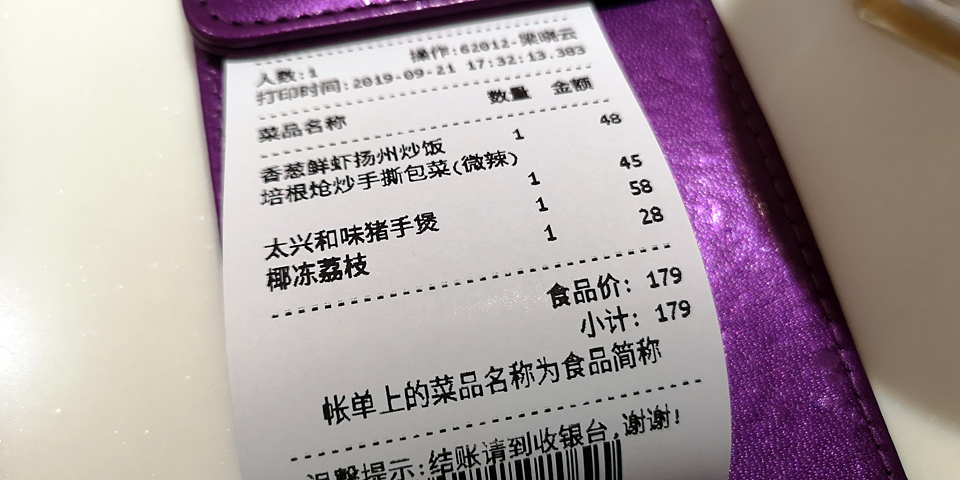 人数:1 操作:62012-梁晓云
打印时间:2019-09-21 17:32:13.383
菜品名称 数量 金额
香葱鲜虾扬州炒饭 1 48
培根炝炒手撕包菜(微辣)
1 45
太兴和味猪手煲 1 58
椰冻荔枝 1 28
食品价: 179
小计: 179
帐单上的菜品名称为食品简称
温馨提示:结账请到收银台,谢谢!